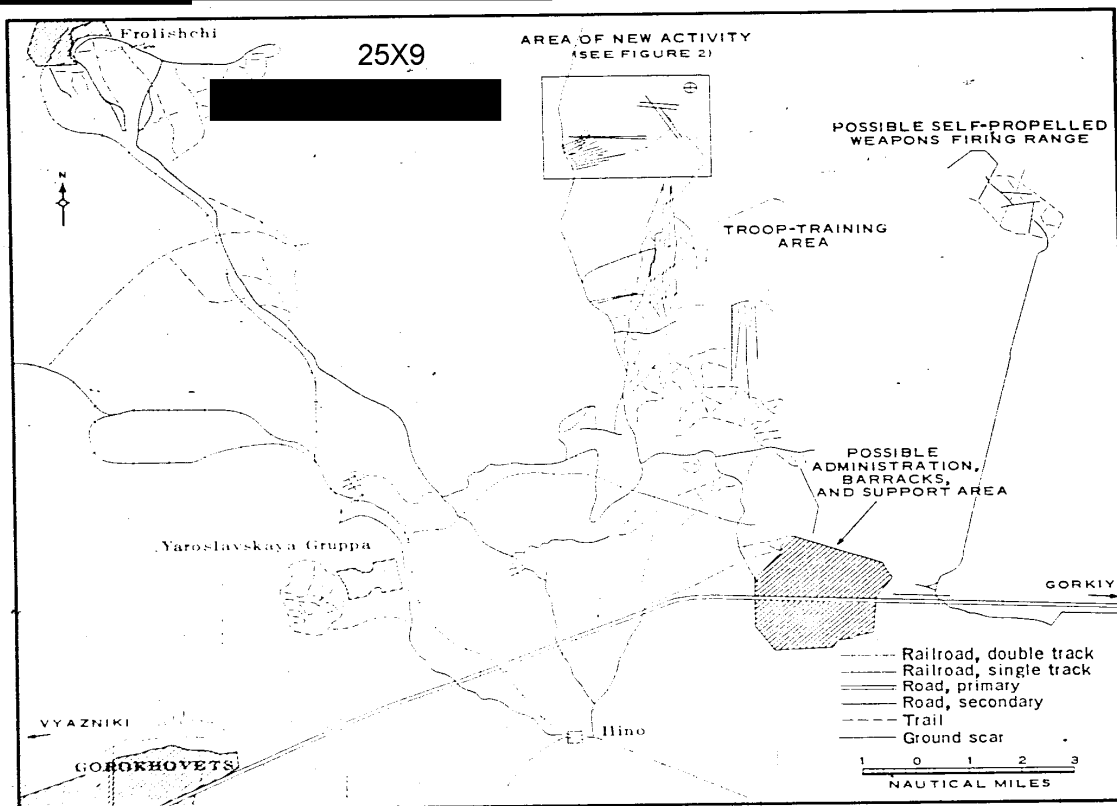 Frolishchi
25X9
AREA OF NEW ACTIVITY
(SEE FIGURE 2)
POSSIBLE SELF-PROPELLED
WEAPONS FIRING RANGE
N
TROOP-TRAINING
AREA
POSSIBLE
ADMINISTRATION,
BARRACKS,
AND SUPPORT AREA
Yaroslavskaya Gruppa
GORKIY
Railroad, double track
Railroad, single track
Road, primary
Road, secondary
Trail
Ground scar
VYAZNIKI
Ilino
GOROKHOVETS
1 0 1 2 3
NAUTICAL MILES